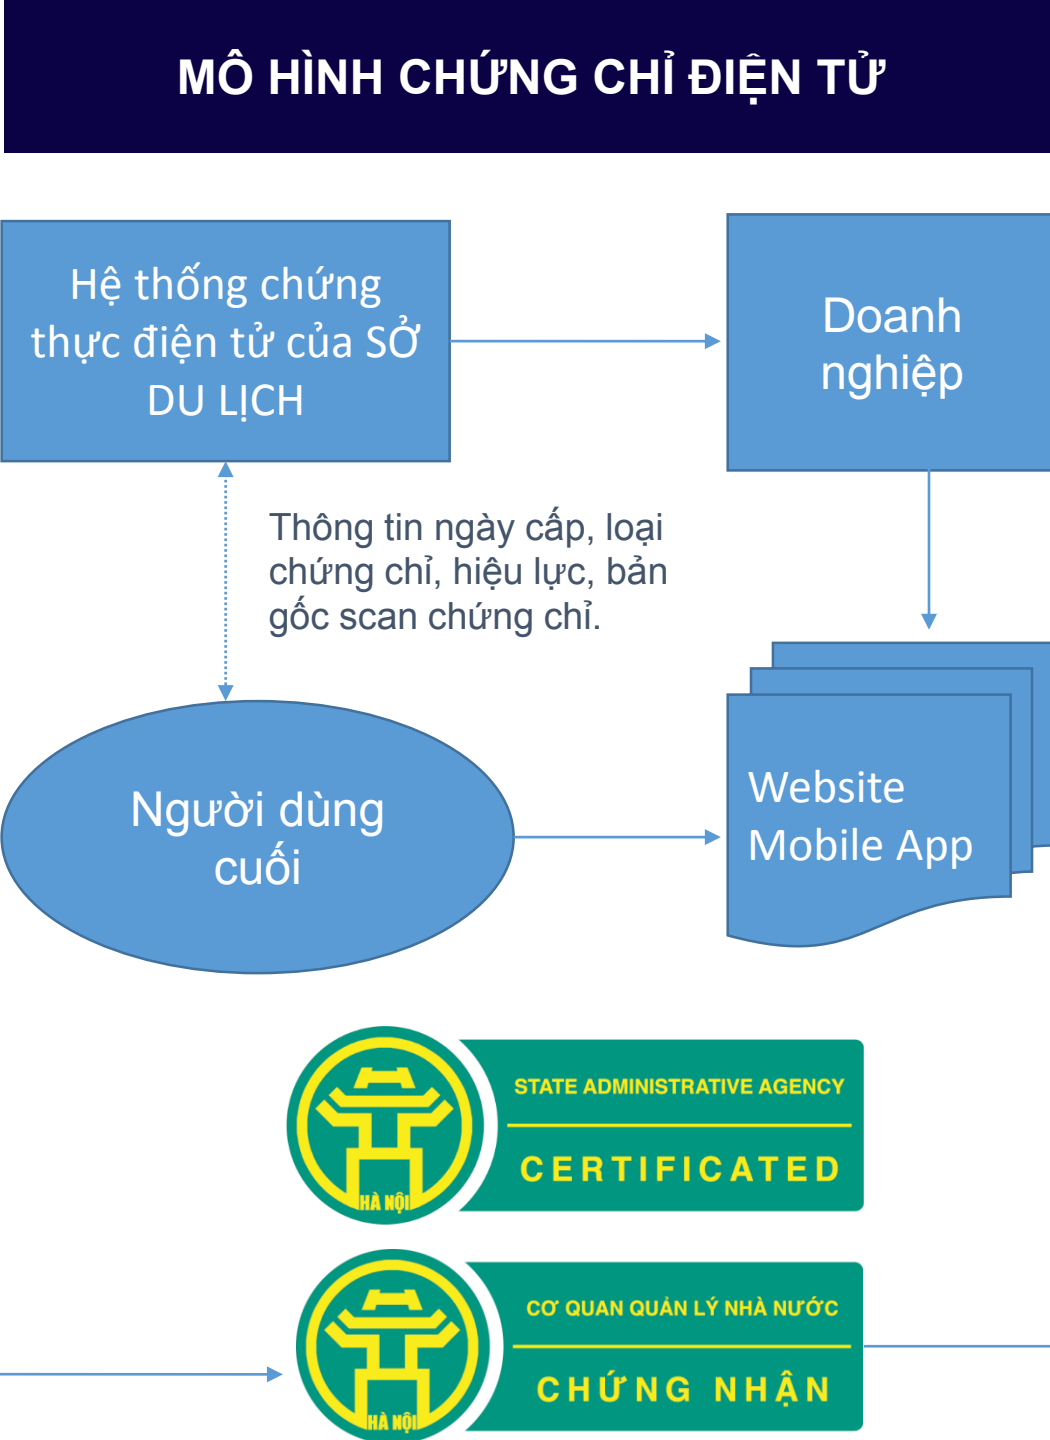 MÔ HÌNH CHỨNG CHỈ ĐIỆN TỬ
Hệ thống chứng
thực điện tử của SỞ
DU LỊCH
Doanh
nghiệp
Thông tin ngày cấp, loại
chứng chỉ, hiệu lực, bản
gốc scan chứng chỉ.
Người dùng
cuối
Website
Mobile App
STATE ADMINISTRATIVE AGENCY
CERTIFICATED
HÀ NỘI
CƠ QUAN QUẢN LÝ NHÀ NƯỚC
CHỨNG NHẬN
HÀ NỘI